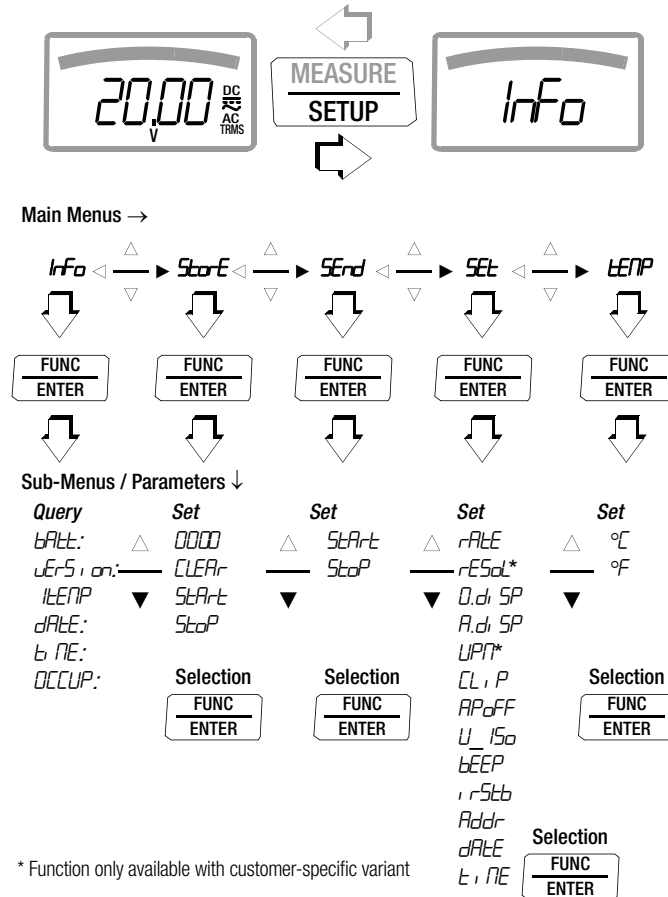 20.00 V DC AC TRMS
MEASURE
SETUP
InFo
Main Menus →
InFo StorE SEnd SEt tEMP
FUNC FUNC FUNC FUNC FUNC
ENTER ENTER ENTER ENTER ENTER
Sub-Menus / Parameters ↓
Query Set Set Set Set
bAtt: 0000 StArt rAtE °C
vErSion: CLEAr StoP rESoL* °F
ItEMP StArt 0.diSP
dAtE: StoP A.diSP
tiME: UPM*
OCCUP: CLiP
Selection Selection Selection
FUNC FUNC FUNC
ENTER ENTER ENTER
APoFF
U_ISo
bEEP
irStb
Addr
dAtE
tiME
Selection
FUNC
ENTER
* Function only available with customer-specific variant